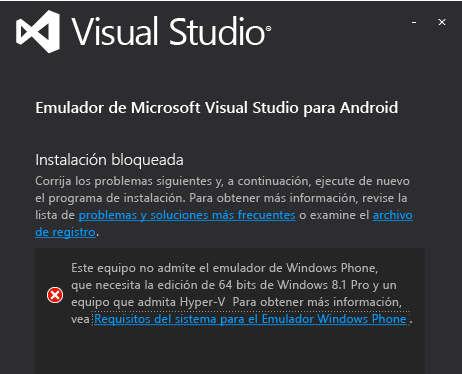 Visual Studio®
Emulador de Microsoft Visual Studio para Android
Instalación bloqueada
Corrija los problemas siguientes y, a continuación, ejecute de nuevo
el programa de instalación. Para obtener más información, revise la
lista de problemas y soluciones más frecuentes o examine el archivo
de registro.
Este equipo no admite el emulador de Windows Phone,
que necesita la edición de 64 bits de Windows 8.1 Pro y un
equipo que admita Hyper-V Para obtener más información,
vea Requisitos del sistema para el Emulador Windows Phone .